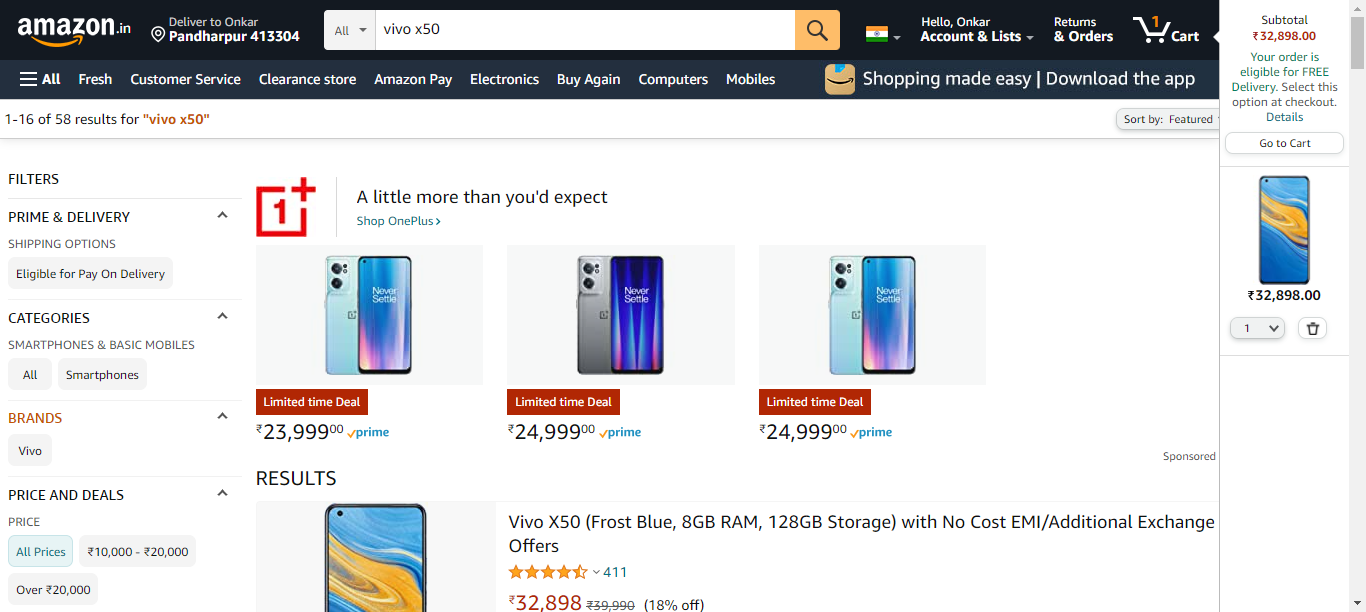 amazon.in
Deliver to Onkar
Pandharpur 413304
All
vivo x50
Hello, Onkar
Account & Lists
Returns
& Orders
1
Cart
All
Fresh
Customer Service
Clearance store
Amazon Pay
Electronics
Buy Again
Computers
Mobiles
Shopping made easy | Download the app
Subtotal
₹32,898.00
Your order is
eligible for FREE
Delivery. Select this
option at checkout.
Details
Go to Cart
₹32,898.00
1
1-16 of 58 results for "vivo x50"
Sort by: Featured
FILTERS
PRIME & DELIVERY
SHIPPING OPTIONS
Eligible for Pay On Delivery
CATEGORIES
SMARTPHONES & BASIC MOBILES
All
Smartphones
BRANDS
Vivo
PRICE AND DEALS
PRICE
All Prices
₹10,000 - ₹20,000
Over ₹20,000
1+
A little more than you'd expect
Shop OnePlus ›
Never
Settle
Never
Settle
Never
Settle
Limited time Deal
Limited time Deal
Limited time Deal
₹23,99900 prime
₹24,99900 prime
₹24,99900 prime
Sponsored
RESULTS
Vivo X50 (Frost Blue, 8GB RAM, 128GB Storage) with No Cost EMI/Additional Exchange
Offers
411
₹32,898 ₹39,990 (18% off)